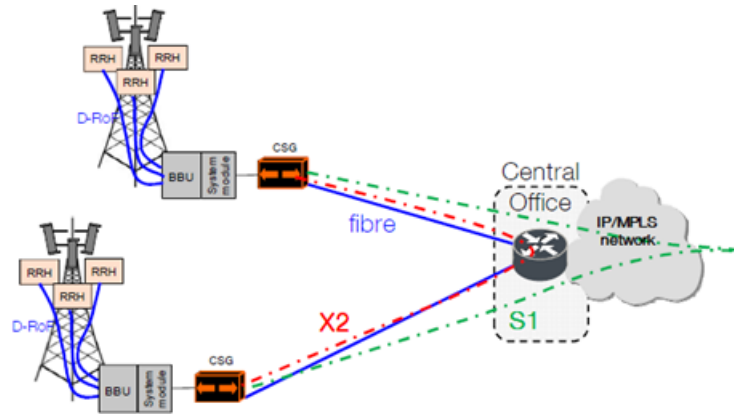 RRH
RRH
RRH
D-RoF
CSG
BBU
System
module
Central
Office
IP/MPLS
network
fibre
RRH
RRH
RRH
D-RoF
X2
S1
CSG
BBU
System
module